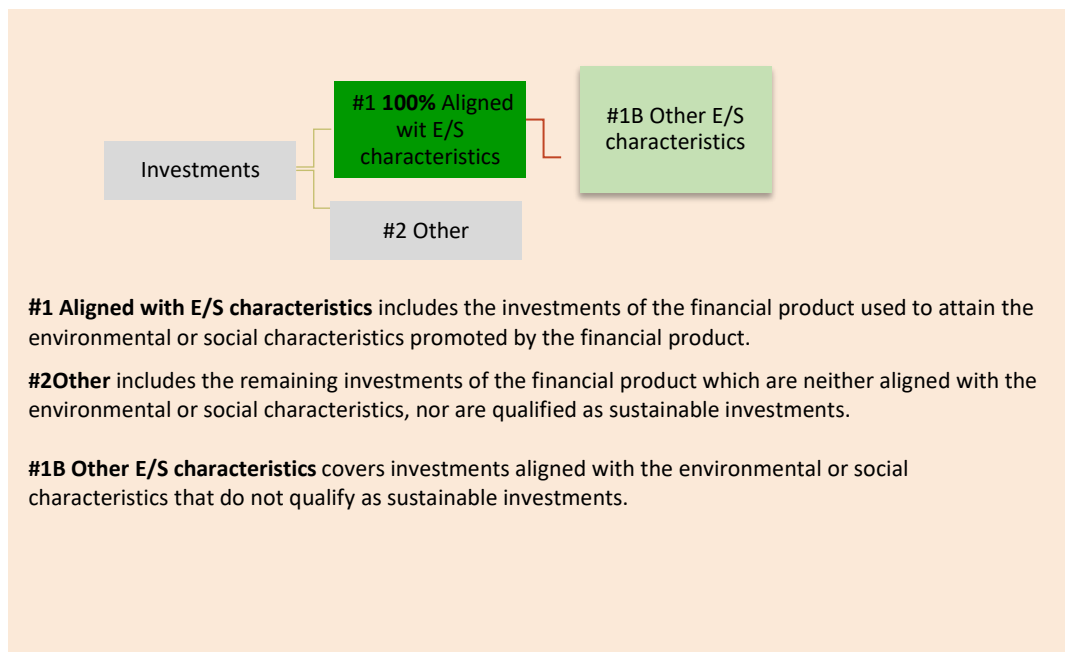 #1 100% Aligned
wit E/S
characteristics
#1B Other E/S
characteristics
Investments
#2 Other
#1 Aligned with E/S characteristics includes the investments of the financial product used to attain the
environmental or social characteristics promoted by the financial product.
#2Other includes the remaining investments of the financial product which are neither aligned with the
environmental or social characteristics, nor are qualified as sustainable investments.
#1B Other E/S characteristics covers investments aligned with the environmental or social
characteristics that do not qualify as sustainable investments.